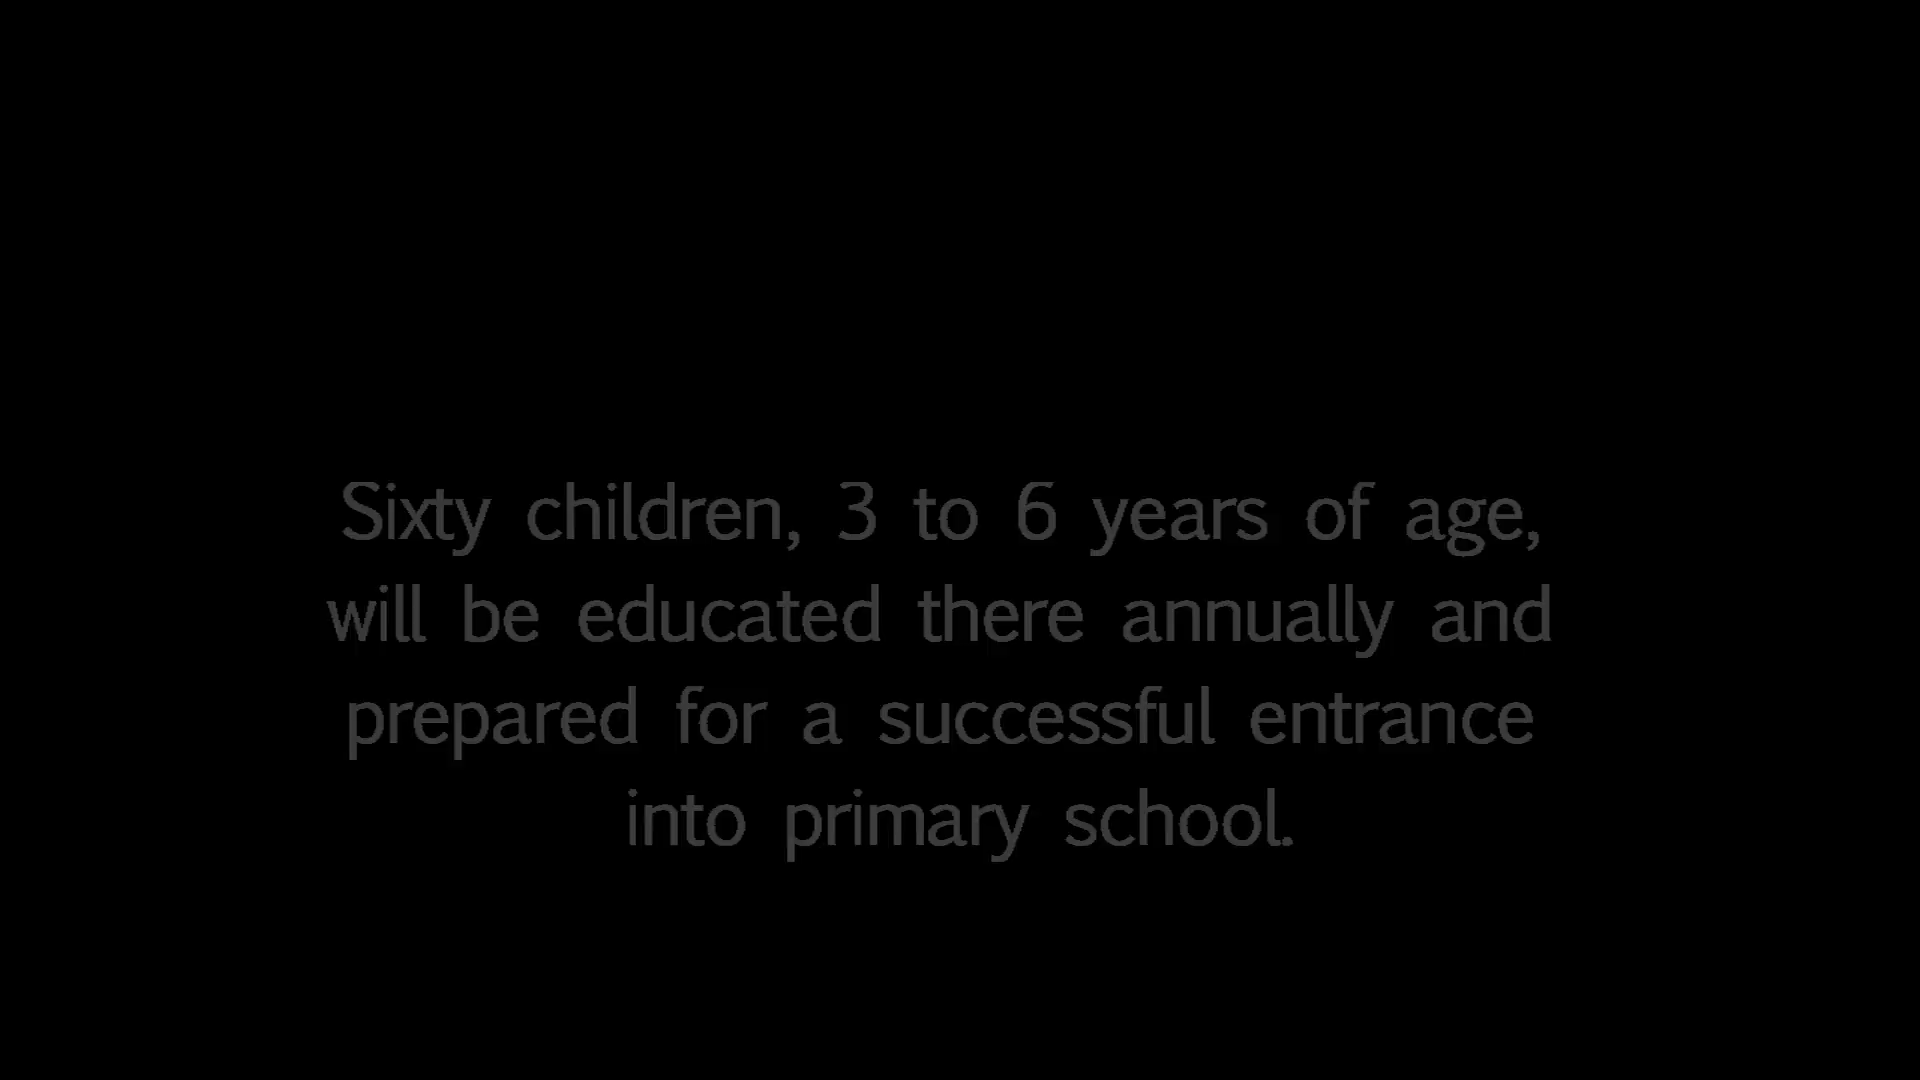 Sixty children, 3 to 6 years of age,
will be educated there annually and
prepared for a successful entrance
into primary school.